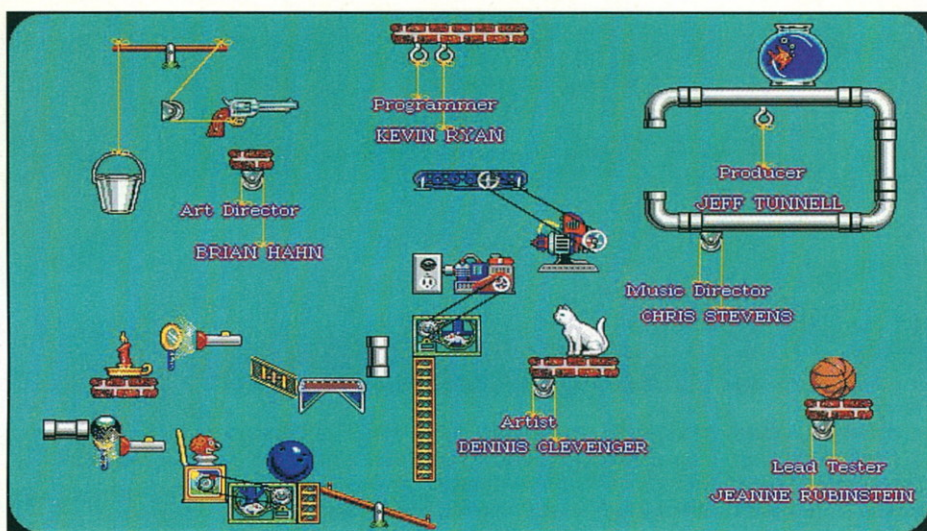 Programmer
KEVIN RYAN
Producer
JEFF TUNNELL
Art Director
BRIAN HAHN
Music Director
CHRIS STEVENS
Artist
DENNIS CLEVENGER
Lead Tester
JEANNE RUBINSTEIN